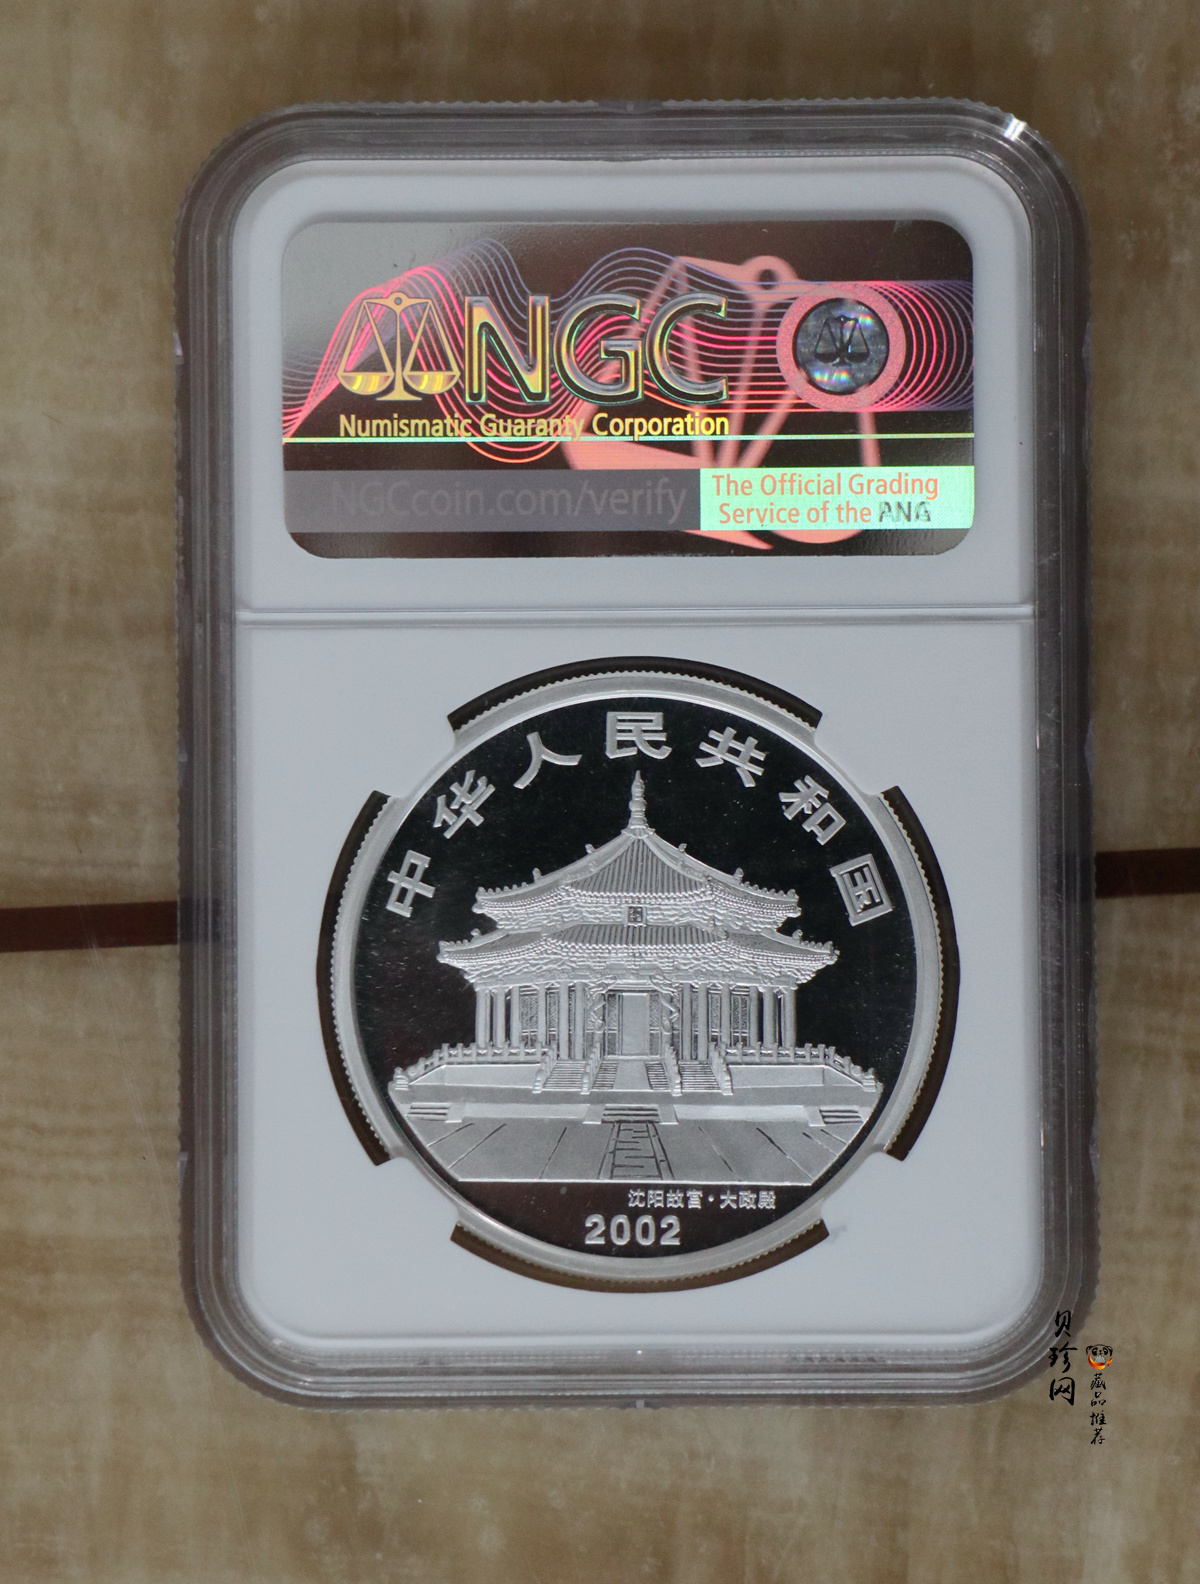 NGC
Numismatic Guaranty Corporation
NGCcoin.com/verify
The Official Grading
Service of the ANA
中华人民共和国
沈阳故宫·大政殿
2002
贝珍网
藏品推荐